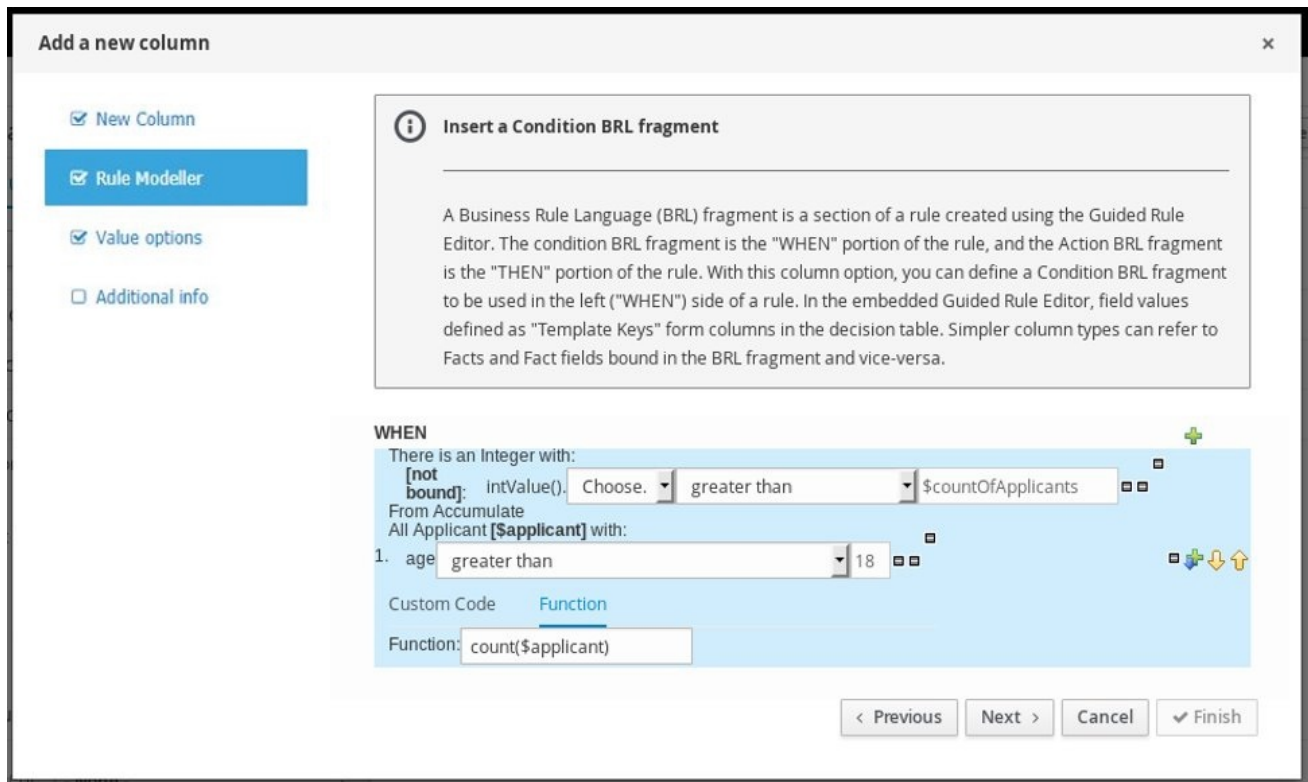 Add a new column
×
New Column
Rule Modeller
Value options
Additional info
Insert a Condition BRL fragment
A Business Rule Language (BRL) fragment is a section of a rule created using the Guided Rule
Editor. The condition BRL fragment is the "WHEN" portion of the rule, and the Action BRL fragment
is the "THEN" portion of the rule. With this column option, you can define a Condition BRL fragment
to be used in the left ("WHEN") side of a rule. In the embedded Guided Rule Editor, field values
defined as "Template Keys" form columns in the decision table. Simpler column types can refer to
Facts and Fact fields bound in the BRL fragment and vice-versa.
WHEN
There is an Integer with:
[not
bound]: intValue(). Choose. greater than $countOfApplicants
From Accumulate
All Applicant [$applicant] with:
1. age greater than 18
Custom Code Function
Function: count($applicant)
< Previous Next > Cancel Finish